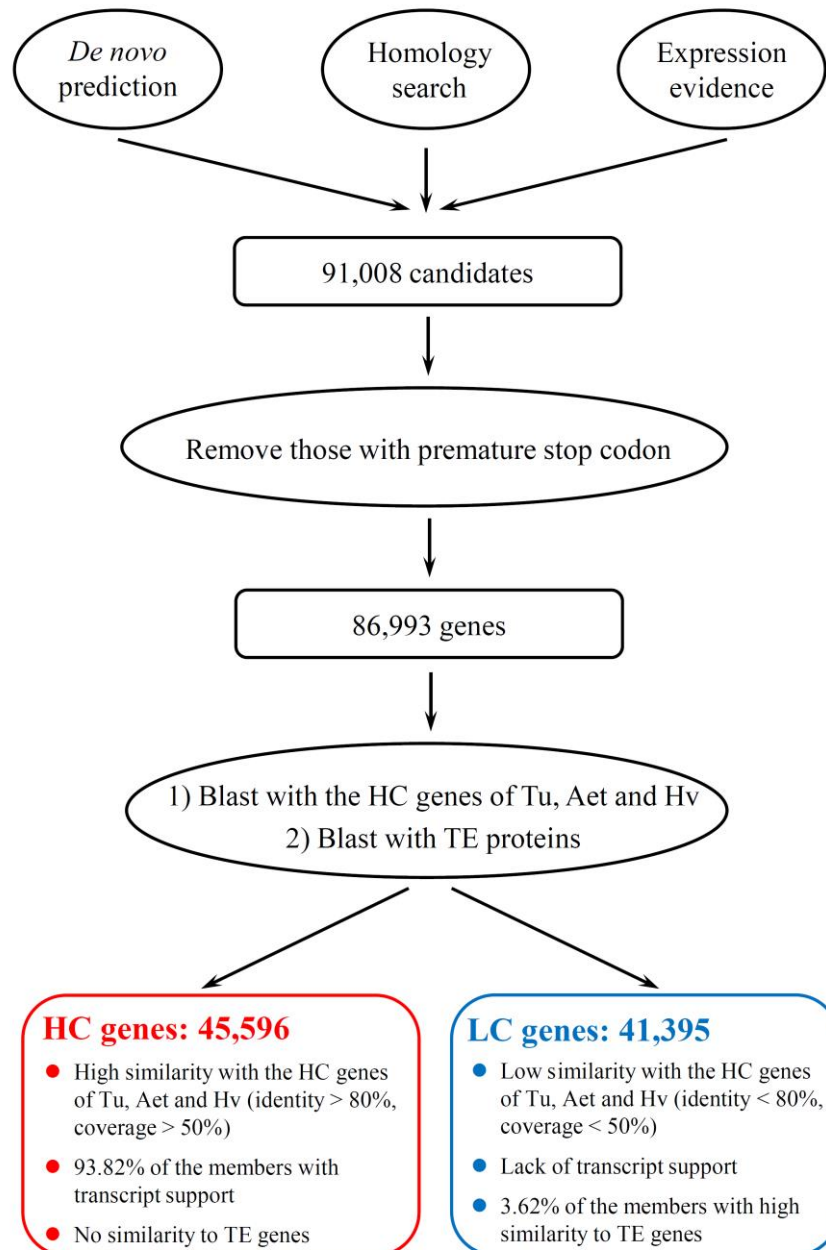 De novo
prediction
Homology
search
Expression
evidence
91,008 candidates
Remove those with premature stop codon
86,993 genes
1) Blast with the HC genes of Tu, Aet and Hv
2) Blast with TE proteins
HC genes: 45,596
● High similarity with the HC genes
of Tu, Aet and Hv (identity > 80%,
coverage > 50%)
● 93.82% of the members with
transcript support
● No similarity to TE genes
LC genes: 41,395
● Low similarity with the HC genes
of Tu, Aet and Hv (identity < 80%,
coverage < 50%)
● Lack of transcript support
● 3.62% of the members with high
similarity to TE genes